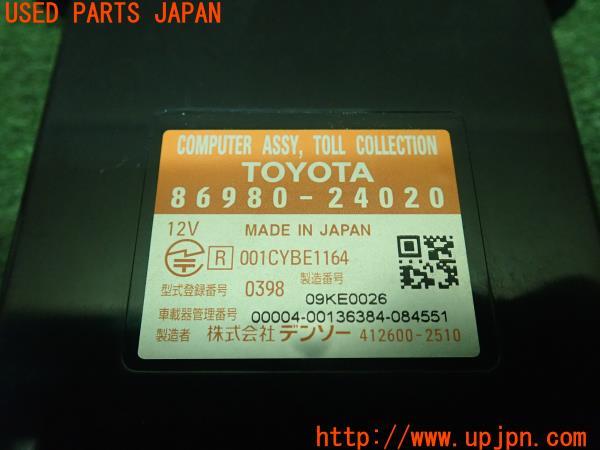 USED PARTS JAPAN
COMPUTER ASSY, TOLL COLLECTION
TOYOTA
86980-24020
12V MADE IN JAPAN
R 001CYBE1164
型式登録番号 0398 製造番号 09KE0026
車載器管理番号 00004-00136384-084551
製造者 株式会社 デンソー 412600-2510
www.upjpn.com